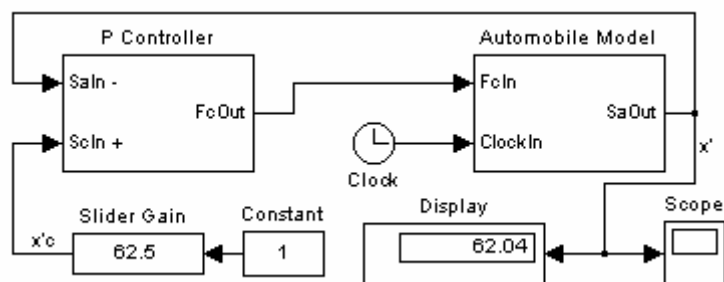 P Controller
Automobile Model
SaIn -
FcIn
FcOut
SaOut
ScIn +
ClockIn
x'
Clock
Slider Gain
Constant
Display
Scope
x'c
62.5
1
62.04